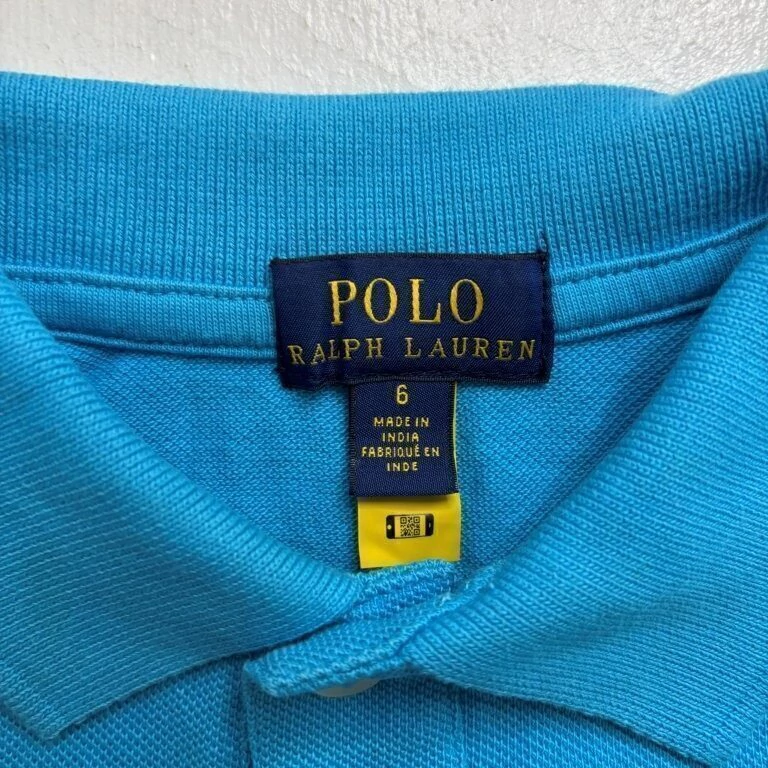 POLO
RALPH LAUREN
6
MADE IN
INDIA
FABRIQUÉ EN
INDE